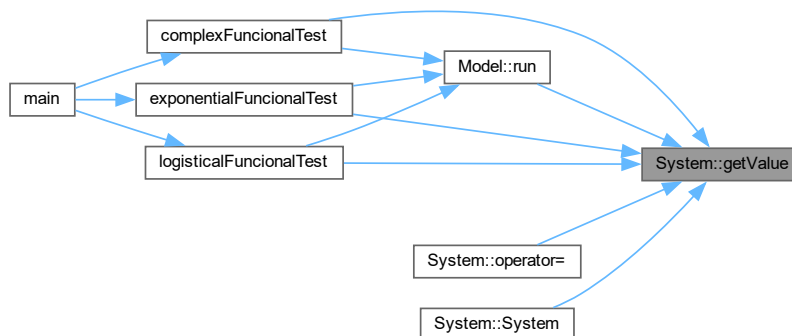 complexFuncionalTest
Model::run
main
exponentialFuncionalTest
logisticalFuncionalTest
System::getValue
System::operator=
System::System